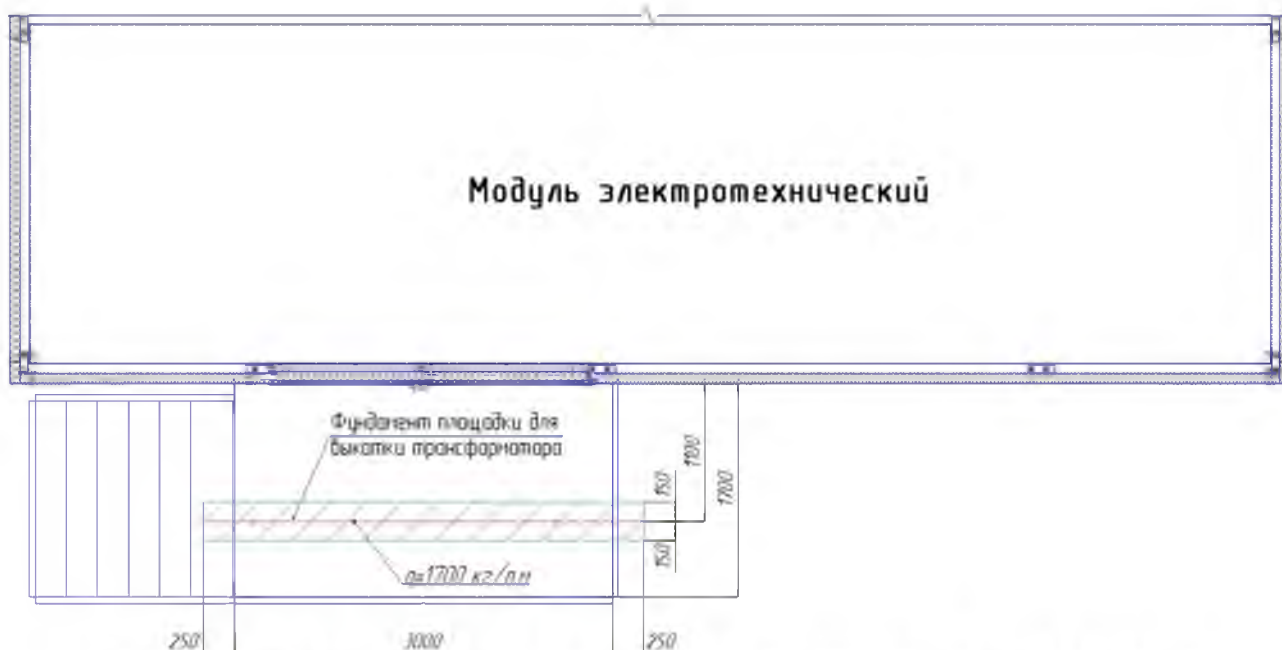 Модуль электротехнический
Фундамент площадки для
выкатки трансформатора
1100
1700
150
150
q=1700 кг/п.м
250
3000
250